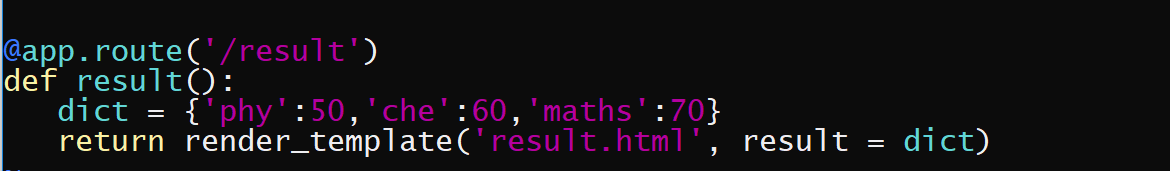 @app.route('/result')
def result():
   dict = {'phy':50,'che':60,'maths':70}
   return render_template('result.html', result = dict)